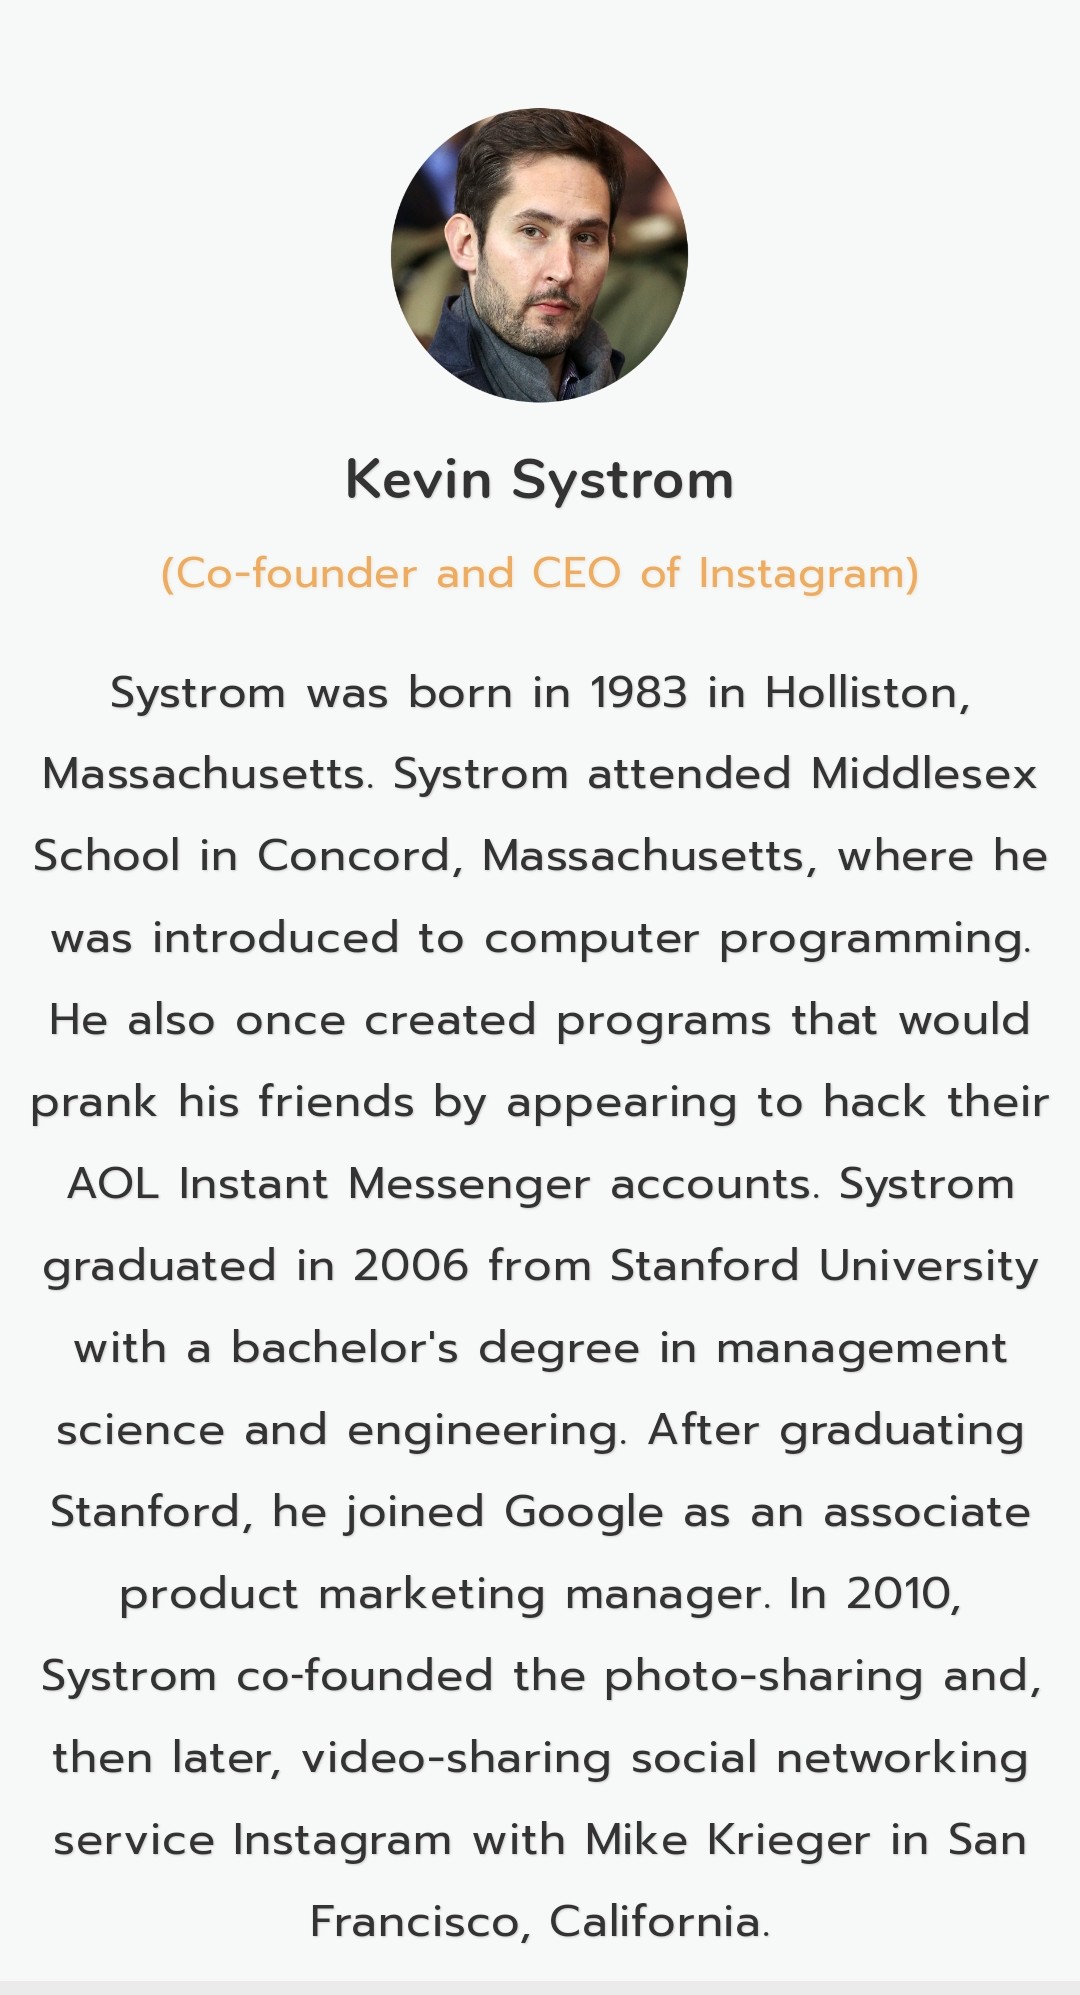 Kevin Systrom
(Co-founder and CEO of Instagram)
Systrom was born in 1983 in Holliston,
Massachusetts. Systrom attended Middlesex
School in Concord, Massachusetts, where he
was introduced to computer programming.
He also once created programs that would
prank his friends by appearing to hack their
AOL Instant Messenger accounts. Systrom
graduated in 2006 from Stanford University
with a bachelor's degree in management
science and engineering. After graduating
Stanford, he joined Google as an associate
product marketing manager. In 2010,
Systrom co-founded the photo-sharing and,
then later, video-sharing social networking
service Instagram with Mike Krieger in San
Francisco, California.